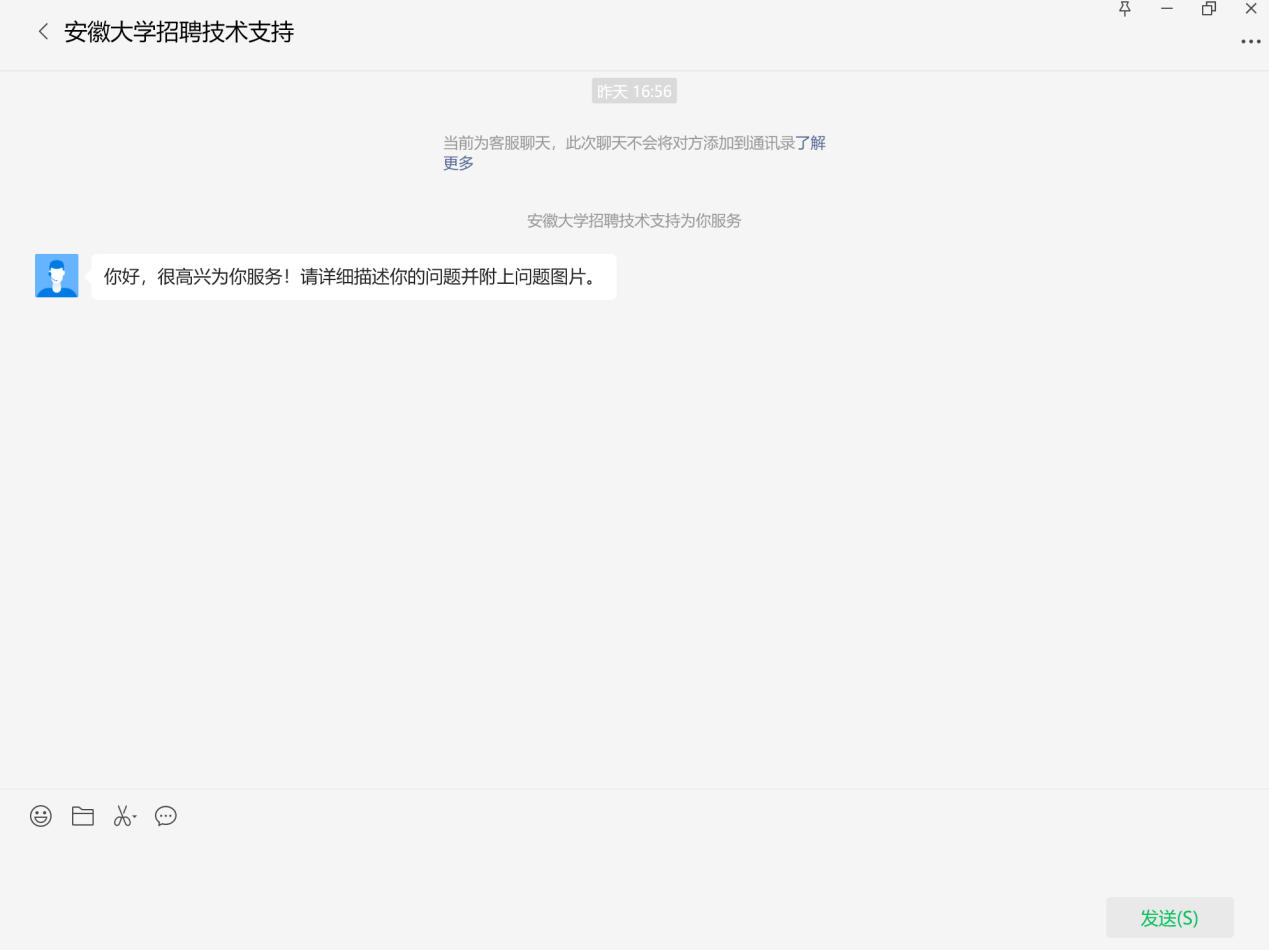 安徽大学招聘技术支持
昨天 16:56
当前为客服聊天，此次聊天不会将对方添加到通讯录了解
更多
安徽大学招聘技术支持为你服务
你好，很高兴为你服务！请详细描述你的问题并附上问题图片。
发送(S)